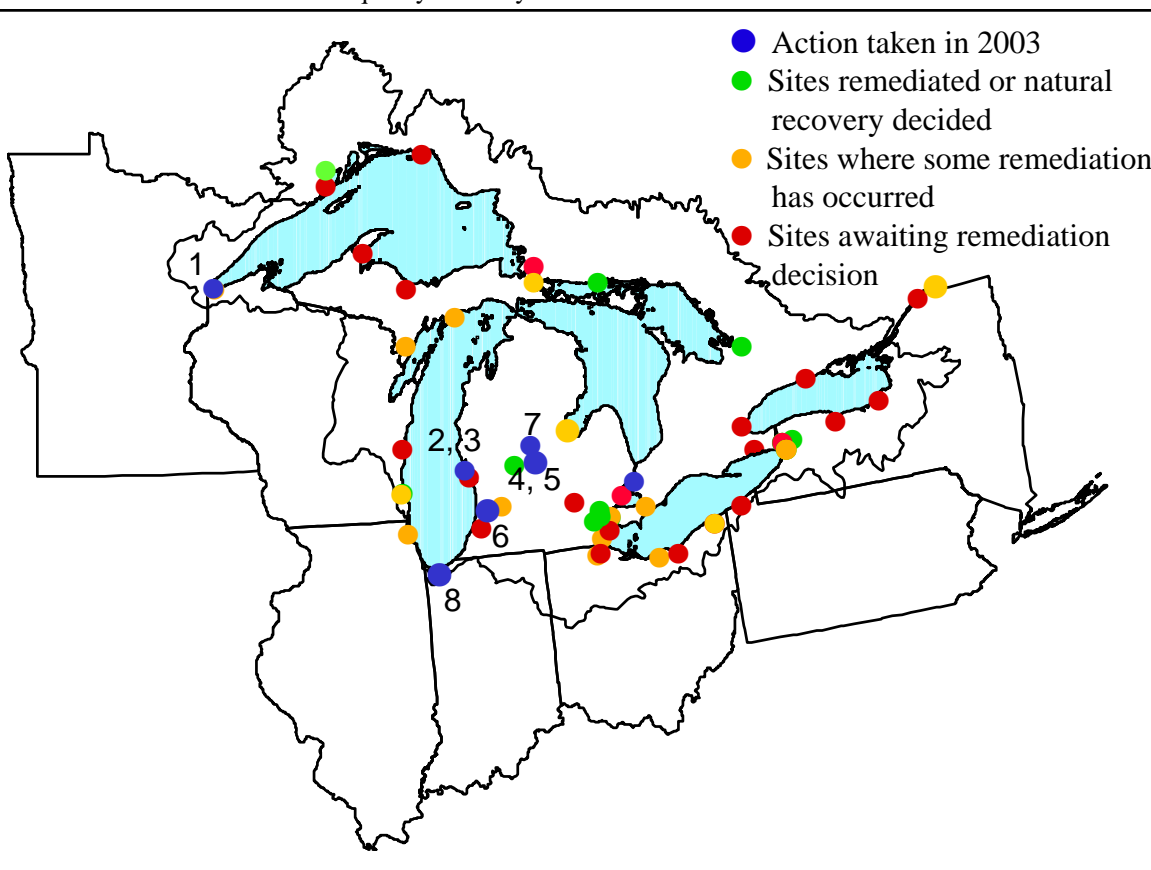 Action taken in 2003
Sites remediated or natural
recovery decided
Sites where some remediation
has occurred
Sites awaiting remediation
decision
1
2, 3
7
4, 5
6
8